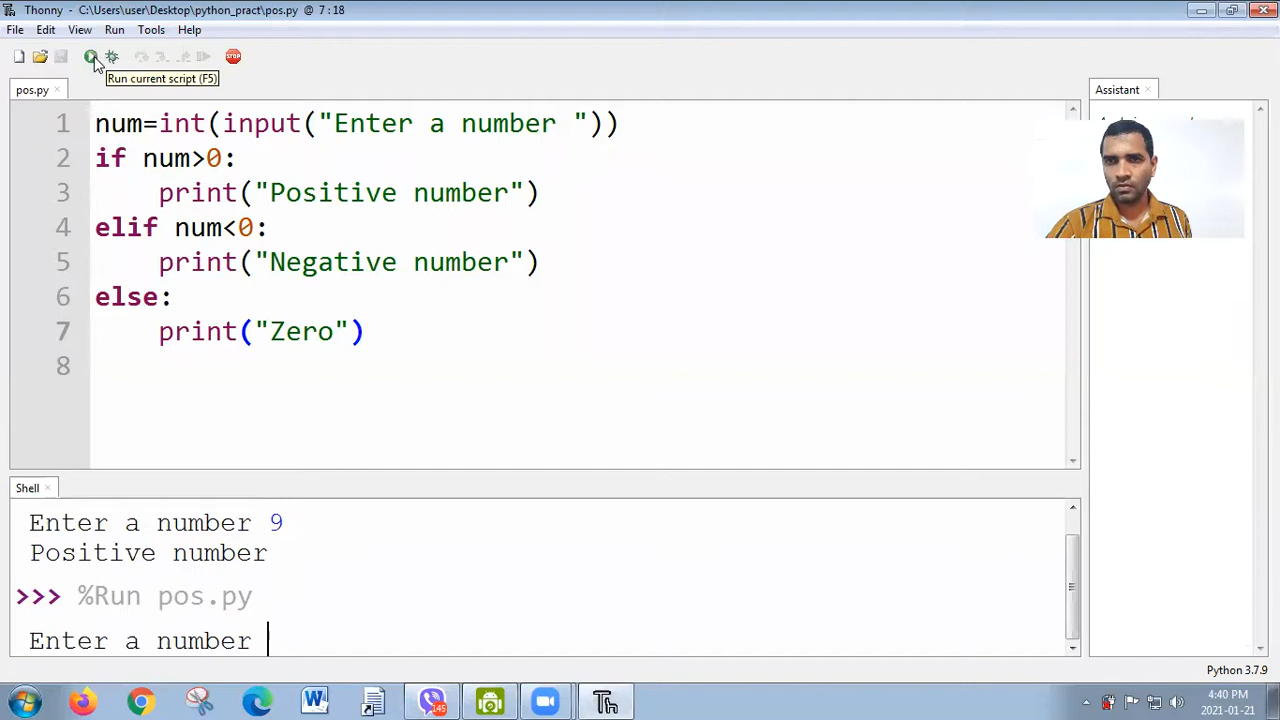 Thonny - C:\Users\user\Desktop\python_pract\pos.py @ 7 : 18
File Edit View Run Tools Help
STOP
Run current script (F5)
pos.py
Assistant
1 num=int(input("Enter a number "))
2 if num>0:
3 print("Positive number")
4 elif num<0:
5 print("Negative number")
6 else:
7 print("Zero")
8
Shell
Enter a number 9
Positive number
>>> %Run pos.py
Enter a number
Python 3.7.9
145
4:40 PM
2021-01-21